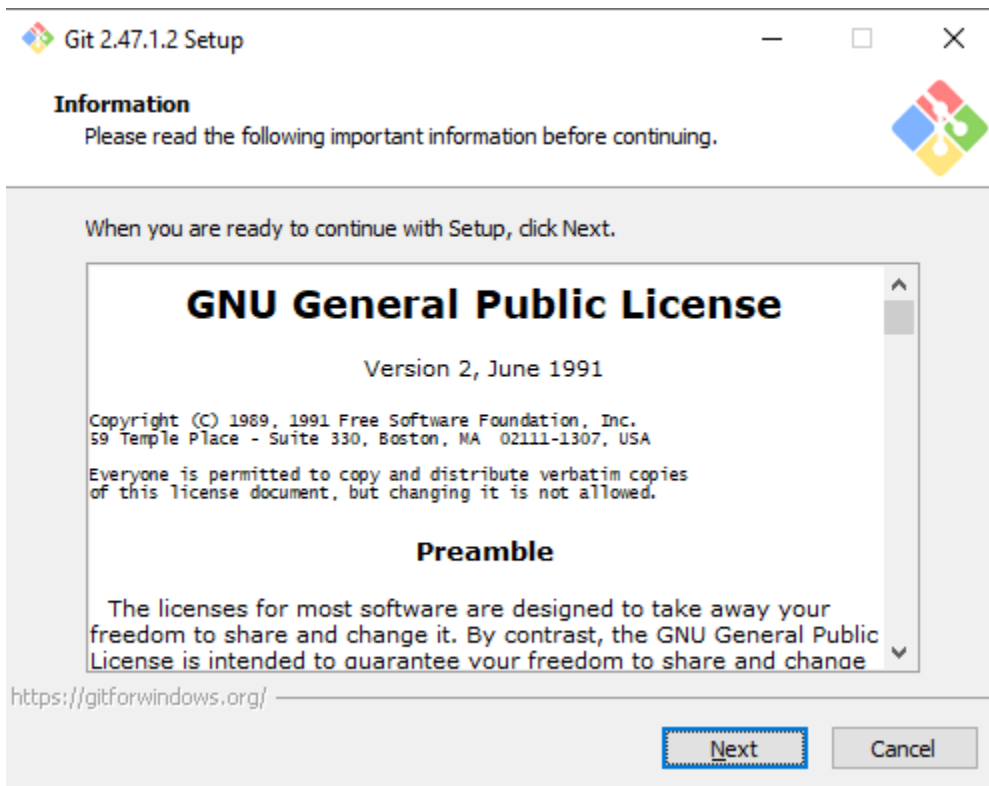 Git 2.47.1.2 Setup
Information
Please read the following important information before continuing.
When you are ready to continue with Setup, click Next.
GNU General Public License
Version 2, June 1991
Copyright (C) 1989, 1991 Free Software Foundation, Inc.
59 Temple Place - Suite 330, Boston, MA  02111-1307, USA
Everyone is permitted to copy and distribute verbatim copies
of this license document, but changing it is not allowed.
Preamble
The licenses for most software are designed to take away your
freedom to share and change it. By contrast, the GNU General Public
License is intended to guarantee your freedom to share and change
https://gitforwindows.org/
Next
Cancel